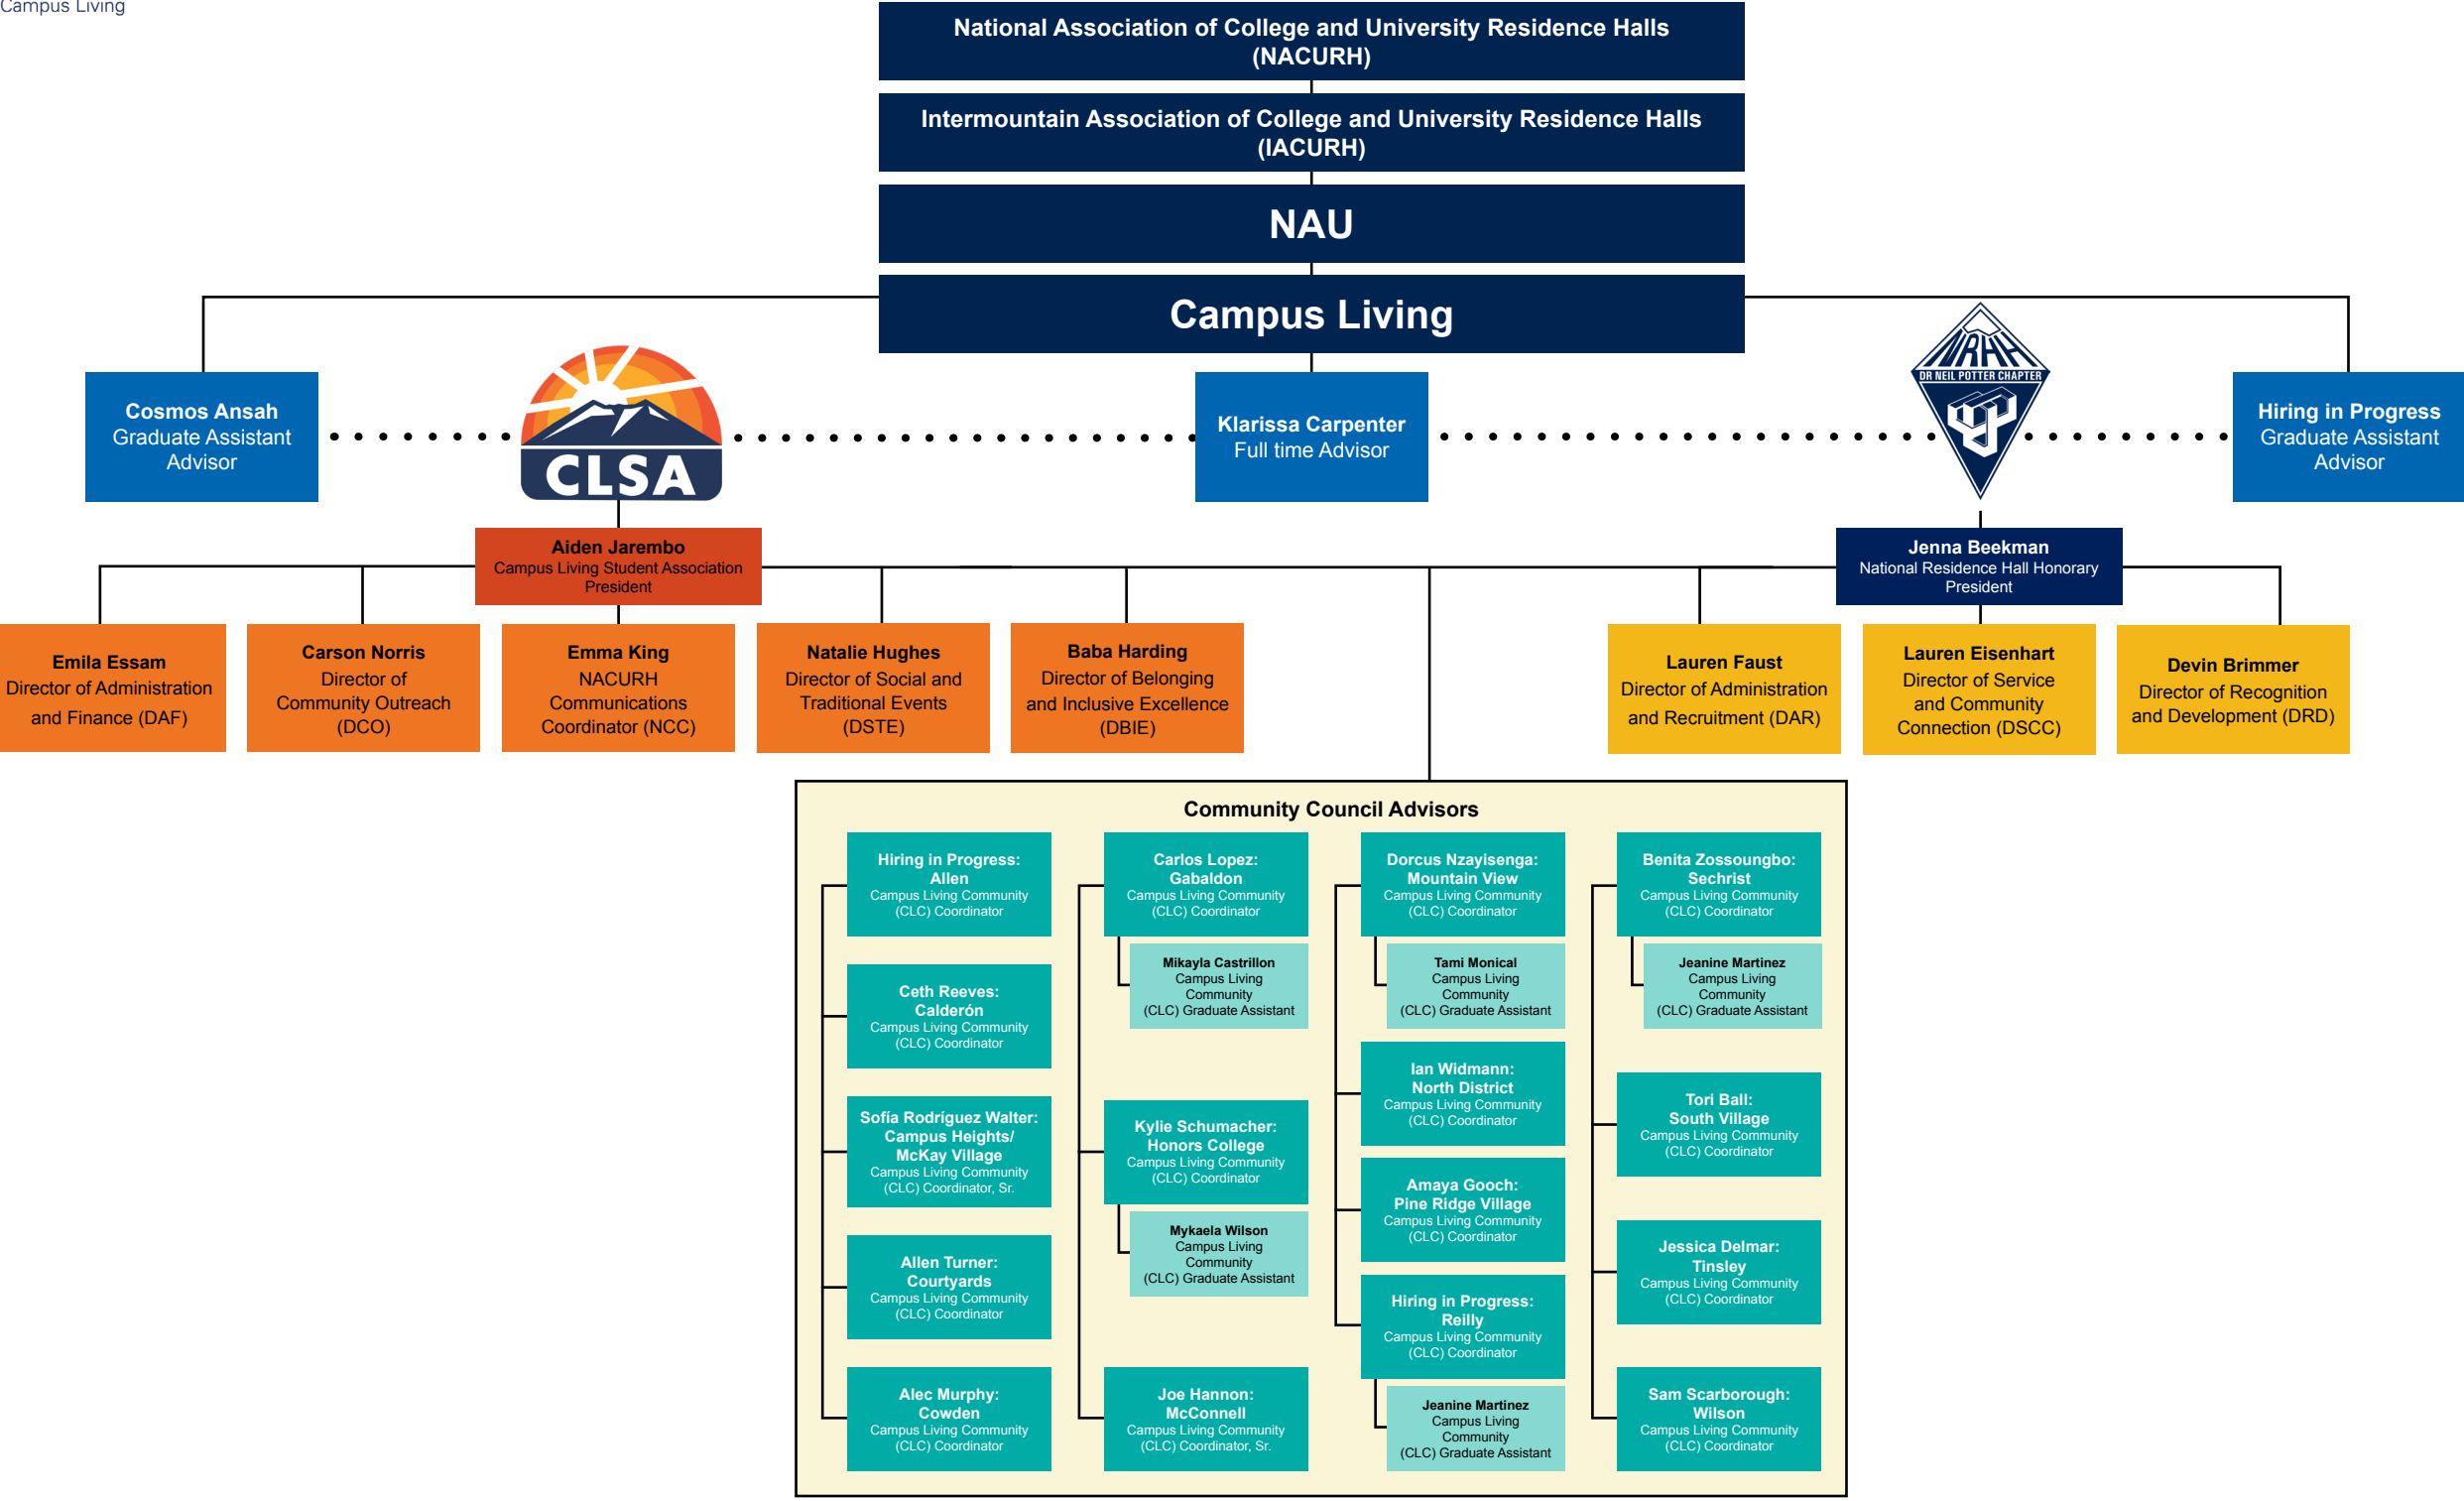 Campus Living
National Association of College and University Residence Halls
(NACURH)
Intermountain Association of College and University Residence Halls
(IACURH)
NAU
Campus Living
Cosmos Ansah
Graduate Assistant
Advisor
CLSA
Klarissa Carpenter
Full time Advisor
NRHH
DR NEIL POTTER CHAPTER
Hiring in Progress
Graduate Assistant
Advisor
Aiden Jarembo
Campus Living Student Association
President
Jenna Beekman
National Residence Hall Honorary
President
Emila Essam
Director of Administration
and Finance (DAF)
Carson Norris
Director of
Community Outreach
(DCO)
Emma King
NACURH
Communications
Coordinator (NCC)
Natalie Hughes
Director of Social and
Traditional Events
(DSTE)
Baba Harding
Director of Belonging
and Inclusive Excellence
(DBIE)
Lauren Faust
Director of Administration
and Recruitment (DAR)
Lauren Eisenhart
Director of Service
and Community
Connection (DSCC)
Devin Brimmer
Director of Recognition
and Development (DRD)
Community Council Advisors
Hiring in Progress:
Allen
Campus Living Community
(CLC) Coordinator
Ceth Reeves:
Calderón
Campus Living Community
(CLC) Coordinator
Sofía Rodríguez Walter:
Campus Heights/
McKay Village
Campus Living Community
(CLC) Coordinator, Sr.
Allen Turner:
Courtyards
Campus Living Community
(CLC) Coordinator
Alec Murphy:
Cowden
Campus Living Community
(CLC) Coordinator
Carlos Lopez:
Gabaldon
Campus Living Community
(CLC) Coordinator
Mikayla Castrillon
Campus Living
Community
(CLC) Graduate Assistant
Kylie Schumacher:
Honors College
Campus Living Community
(CLC) Coordinator
Mykaela Wilson
Campus Living
Community
(CLC) Graduate Assistant
Joe Hannon:
McConnell
Campus Living Community
(CLC) Coordinator, Sr.
Dorcus Nzayisenga:
Mountain View
Campus Living Community
(CLC) Coordinator
Tami Monical
Campus Living
Community
(CLC) Graduate Assistant
Ian Widmann:
North District
Campus Living Community
(CLC) Coordinator
Amaya Gooch:
Pine Ridge Village
Campus Living Community
(CLC) Coordinator
Hiring in Progress:
Reilly
Campus Living Community
(CLC) Coordinator
Jeanine Martinez
Campus Living
Community
(CLC) Graduate Assistant
Benita Zossoungbo:
Sechrist
Campus Living Community
(CLC) Coordinator
Jeanine Martinez
Campus Living
Community
(CLC) Graduate Assistant
Tori Ball:
South Village
Campus Living Community
(CLC) Coordinator
Jessica Delmar:
Tinsley
Campus Living Community
(CLC) Coordinator
Sam Scarborough:
Wilson
Campus Living Community
(CLC) Coordinator